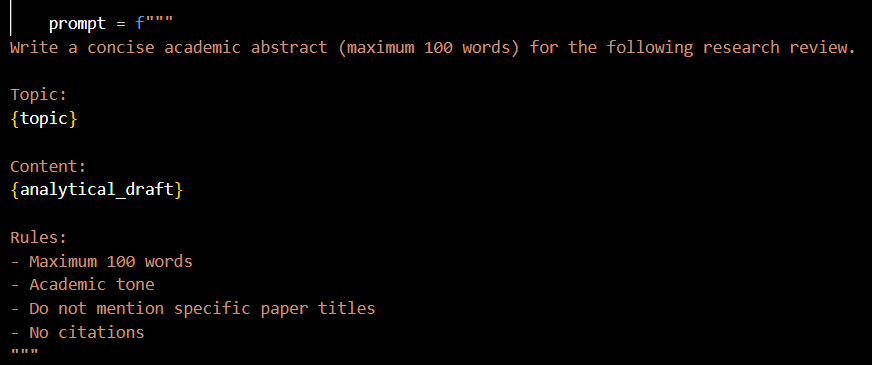 prompt = f"""
Write a concise academic abstract (maximum 100 words) for the following research review.
Topic:
{topic}
Content:
{analytical_draft}
Rules:
- Maximum 100 words
- Academic tone
- Do not mention specific paper titles
- No citations
"""